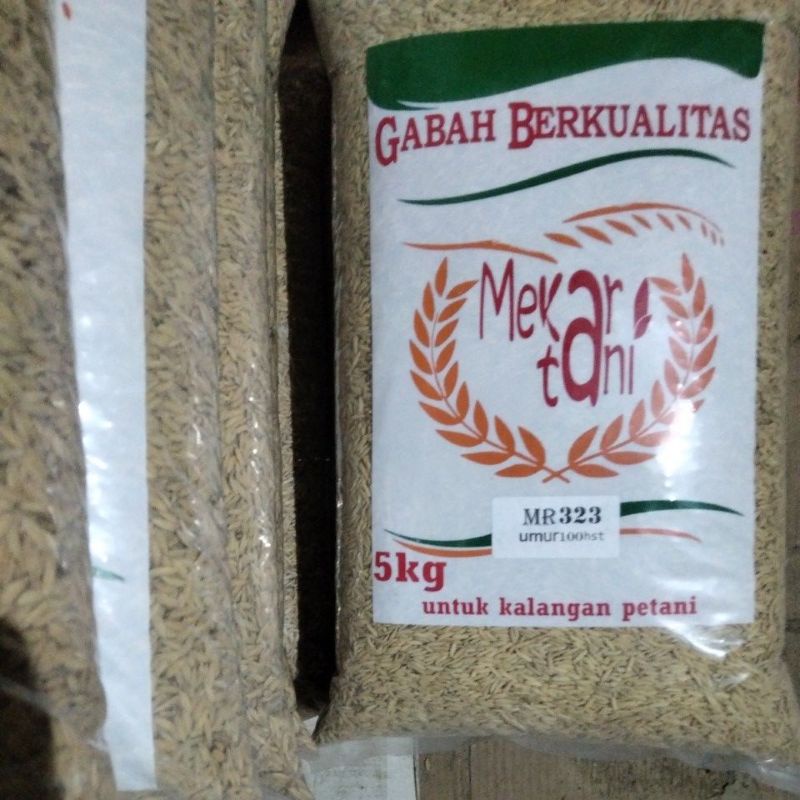 GABAH BERKUALITAS
Mekar
tani
MR323
umur100hst
5kg
untuk kalangan petani